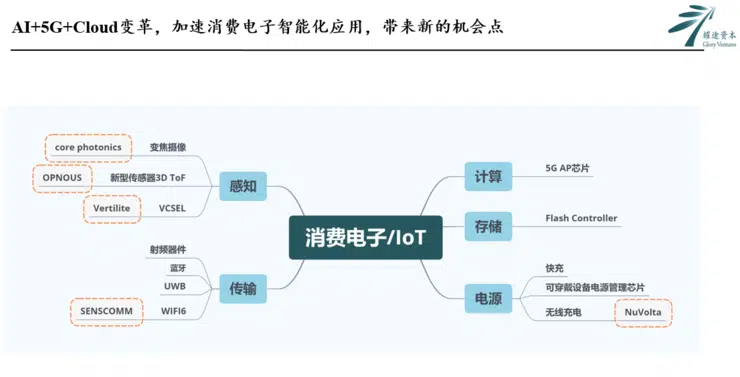 AI+5G+Cloud变革，加速消费电子智能化应用，带来新的机会点
耀途资本
Glory Ventures
core photonics 变焦摄像
OPNOUS 新型传感器3D ToF
Vertilite VCSEL
感知
射频器件
蓝牙
UWB
SENSCOMM WIFI6
传输
消费电子/IoT
计算
5G AP芯片
存储
Flash Controller
电源
快充
可穿戴设备电源管理芯片
无线充电 NuVolta